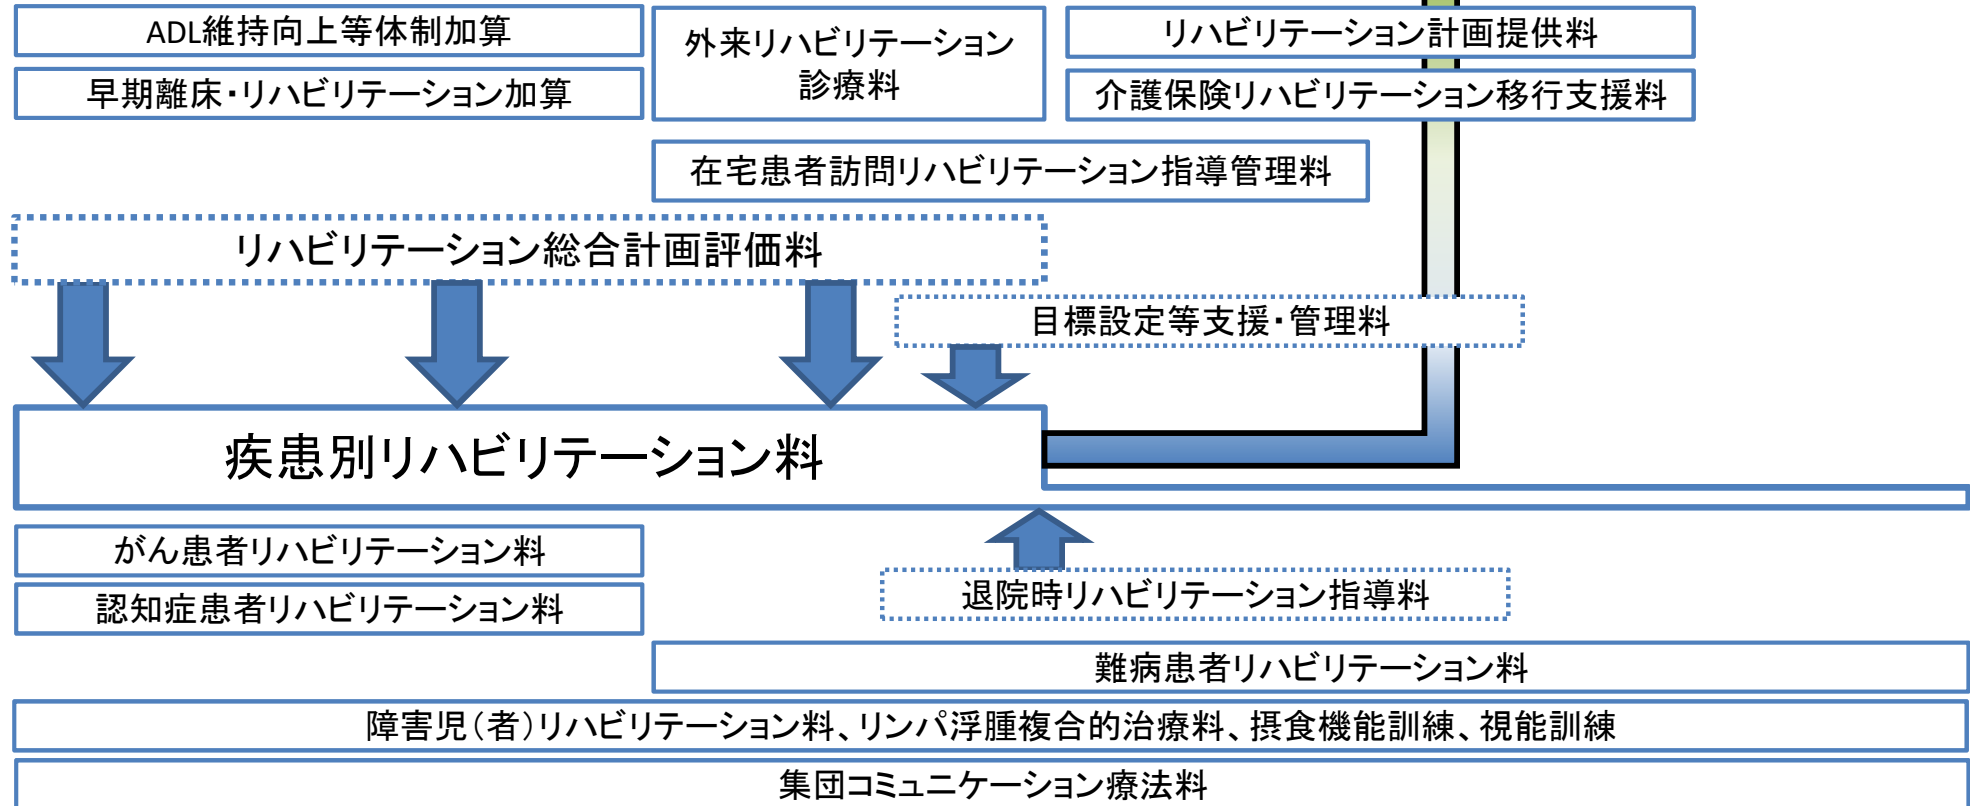 ADL維持向上等体制加算
早期離床・リハビリテーション加算
外来リハビリテーション
診療料
リハビリテーション計画提供料
介護保険リハビリテーション移行支援料
在宅患者訪問リハビリテーション指導管理料
リハビリテーション総合計画評価料
目標設定等支援・管理料
疾患別リハビリテーション料
がん患者リハビリテーション料
認知症患者リハビリテーション料
退院時リハビリテーション指導料
難病患者リハビリテーション料
障害児（者）リハビリテーション料、リンパ浮腫複合的治療料、摂食機能訓練、視能訓練
集団コミュニケーション療法料